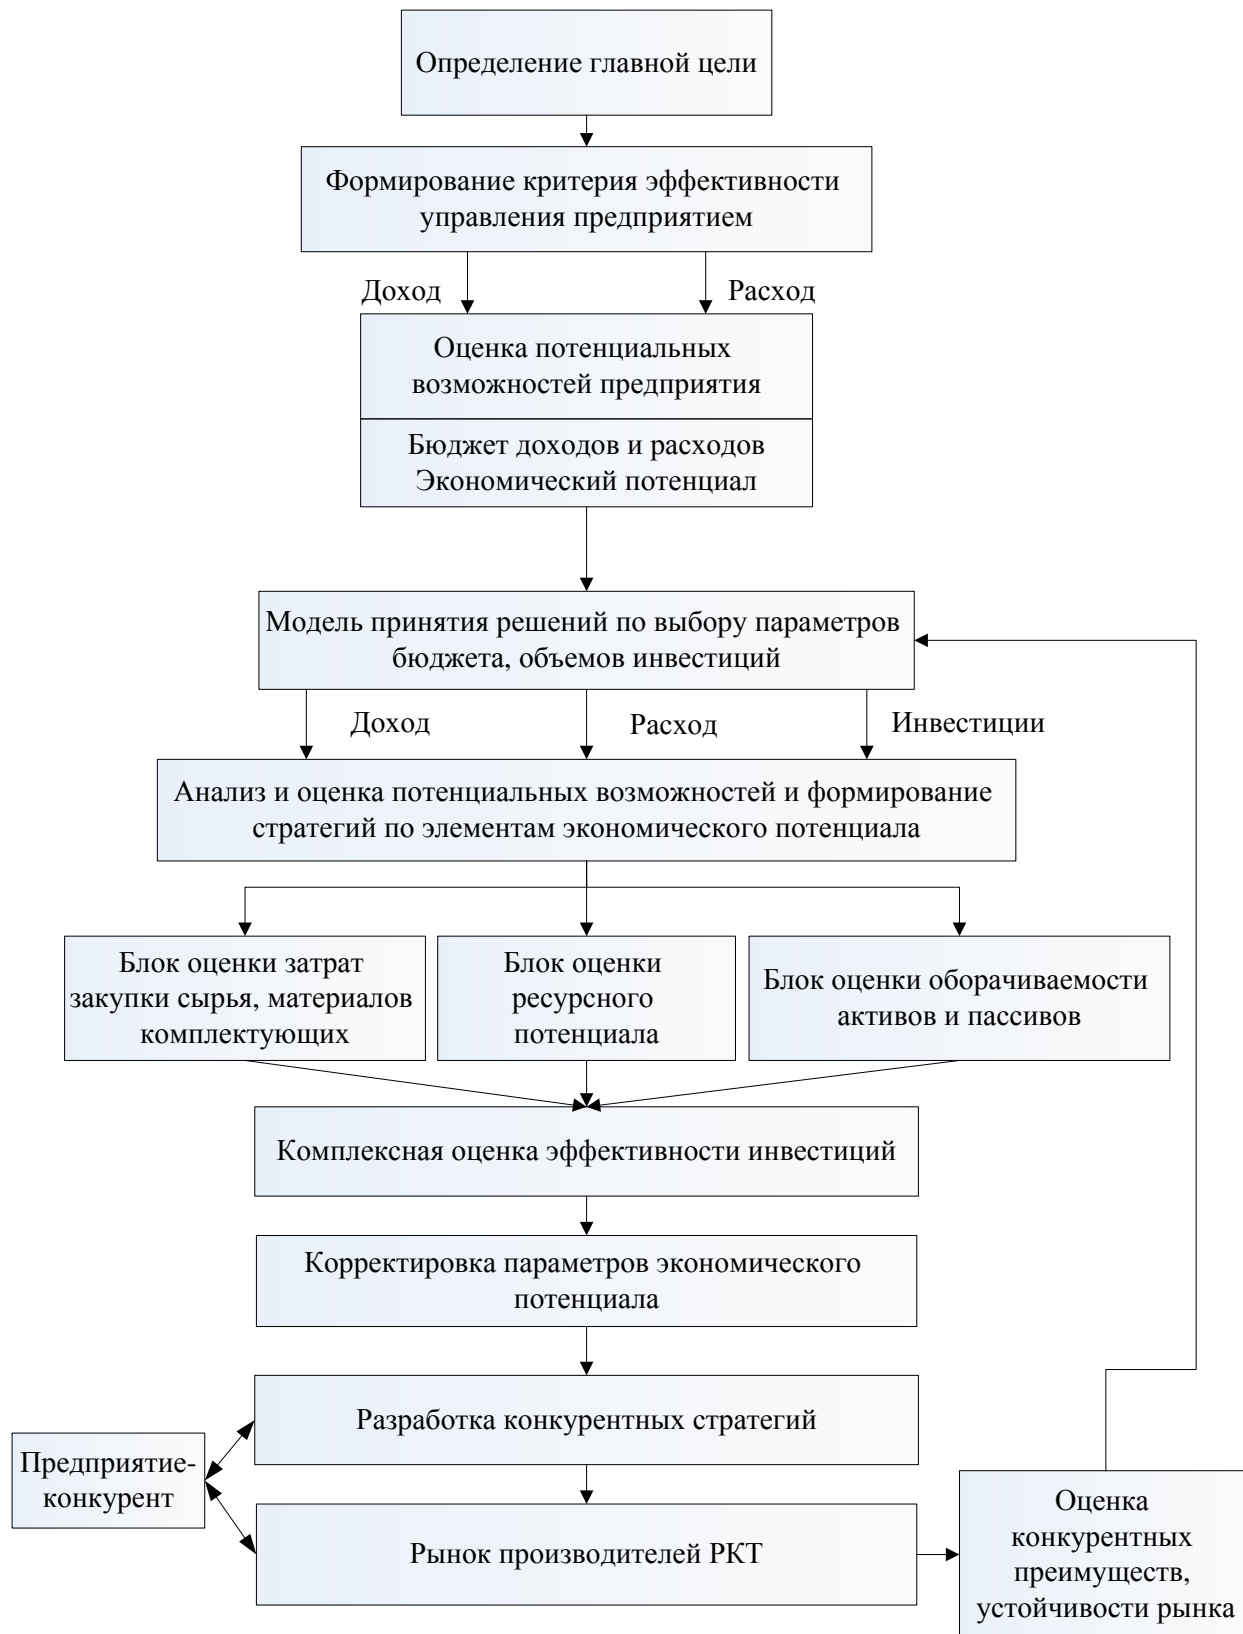 Определение главной цели
Формирование критерия эффективности
управления предприятием
Доход
Расход
Оценка потенциальных
возможностей предприятия
Бюджет доходов и расходов
Экономический потенциал
Модель принятия решений по выбору параметров
бюджета, объемов инвестиций
Доход
Расход
Инвестиции
Анализ и оценка потенциальных возможностей и формирование
стратегий по элементам экономического потенциала
Блок оценки затрат
закупки сырья, материалов
комплектующих
Блок оценки
ресурсного
потенциала
Блок оценки оборачиваемости
активов и пассивов
Комплексная оценка эффективности инвестиций
Корректировка параметров экономического
потенциала
Разработка конкурентных стратегий
Предприятие-
конкурент
Рынок производителей РКТ
Оценка
конкурентных
преимуществ,
устойчивости рынка